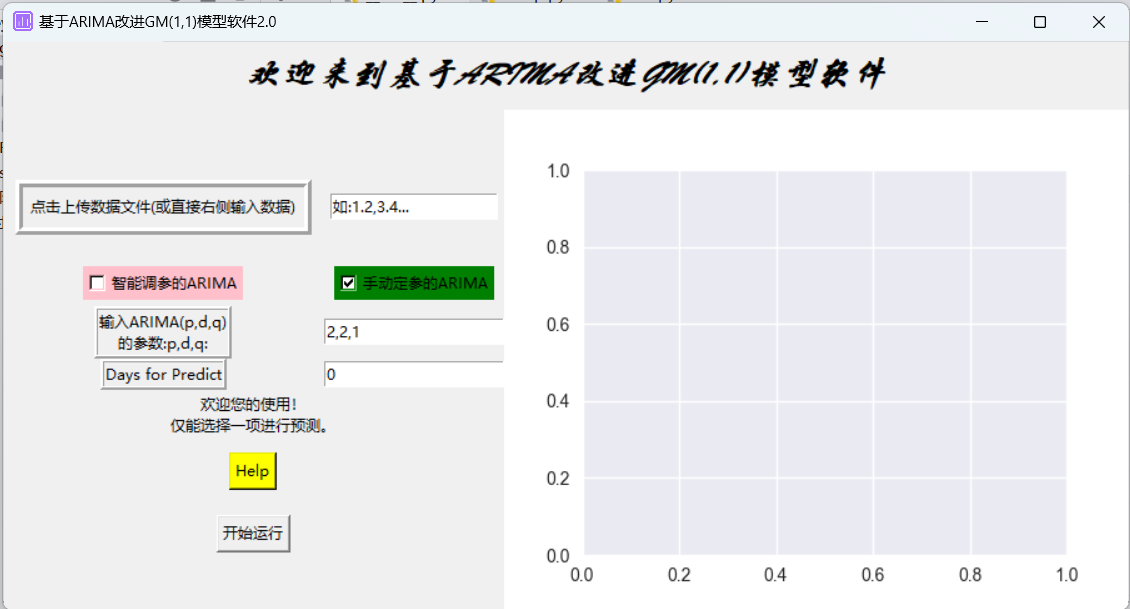 基于ARIMA改进GM(1,1)模型软件2.0
欢迎来到基于ARIMA改进GM(1,1)模型软件
点击上传数据文件(或直接右侧输入数据)
如:1.2,3.4...
智能调参的ARIMA
手动定参的ARIMA
输入ARIMA(p,d,q)
的参数:p,d,q:
2,2,1
Days for Predict
0
欢迎您的使用!
仅能选择一项进行预测。
Help
开始运行
1.0
0.8
0.6
0.4
0.2
0.0
0.0 0.2 0.4 0.6 0.8 1.0